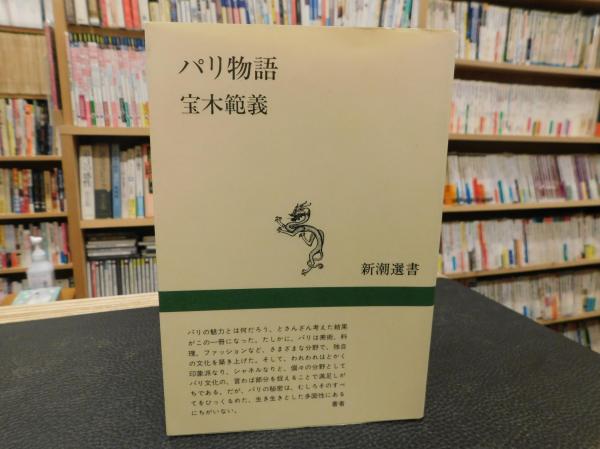 パリ物語
宝木範義
新潮選書
パリの魅力とは何だろう、とさんざん考えた結果
がこの一冊になった。たしかに、パリは美術、料
理、ファッションなど、さまざまな分野で、独自
の文化を築き上げた。そして、われわれはとかく
印象派なり、シャネルなりと、個々の分野として
パリ文化の、言わば部分を捉えることで満足しが
ちである。だが、パリの秘密は、むしろそのすべ
てをひっくるめた、生き生きとした多面性にある
にちがいない。
著者